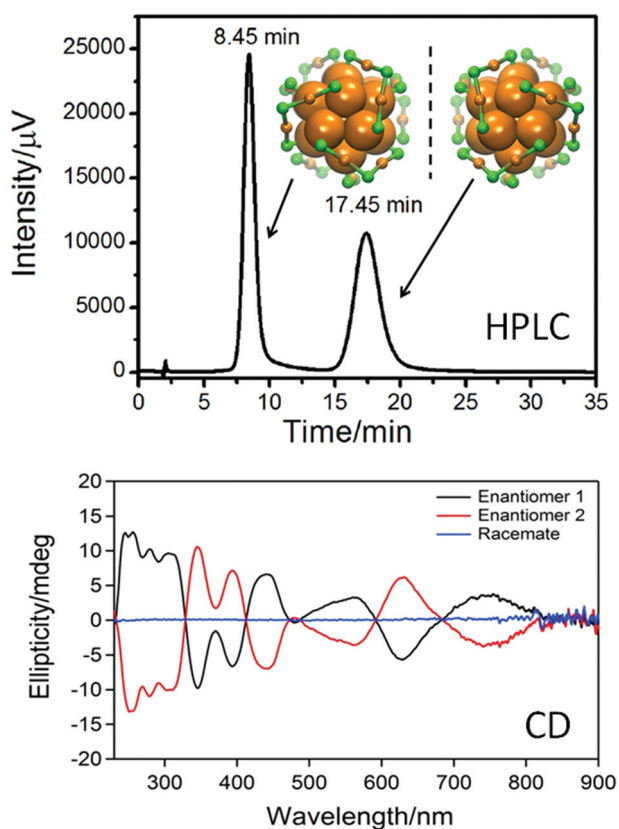 8.45 min
17.45 min
HPLC
Intensity/μV
25000
20000
15000
10000
5000
0
0 5 10 15 20 25 30 35
Time/min
Enantiomer 1
Enantiomer 2
Racemate
CD
Ellipticity/mdeg
20
15
10
5
0
-5
-10
-15
-20
300 400 500 600 700 800 900
Wavelength/nm